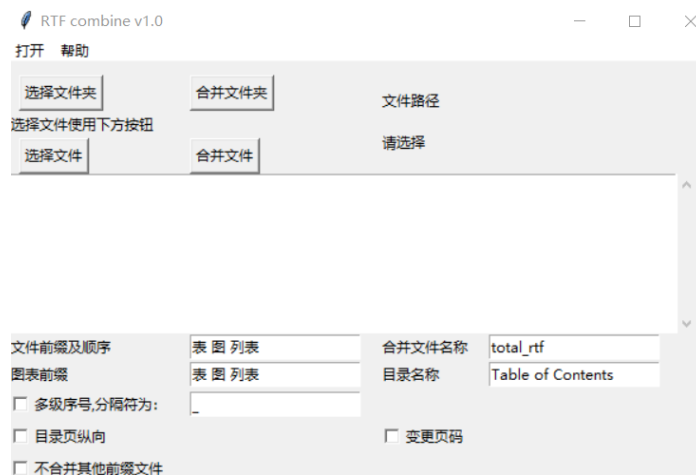 RTF combine v1.0
打开 帮助
选择文件夹 合并文件夹 文件路径
选择文件使用下方按钮
选择文件 合并文件 请选择
文件前缀及顺序 表 图 列表 合并文件名称 total_rtf
图表前缀 表 图 列表 目录名称 Table of Contents
多级序号,分隔符为: _
目录页纵向 变更页码
不合并其他前缀文件